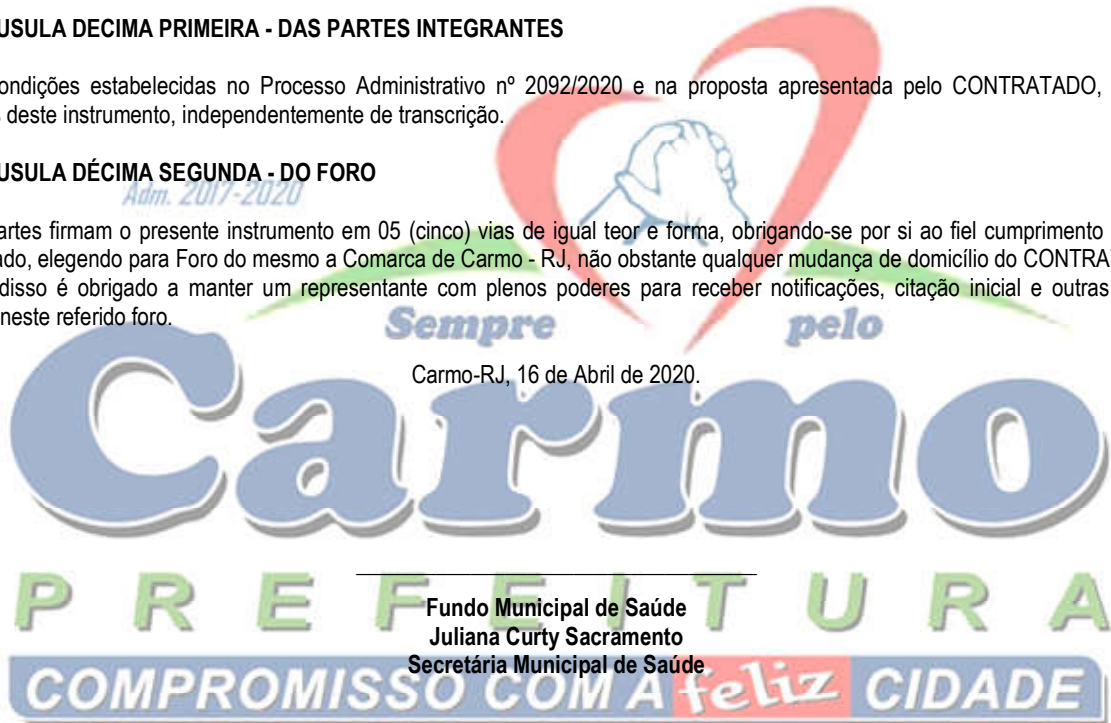 USULA DECIMA PRIMEIRA - DAS PARTES INTEGRANTES
ondições estabelecidas no Processo Administrativo nº 2092/2020 e na proposta apresentada pelo CONTRATADO,
deste instrumento, independentemente de transcrição.
USULA DÉCIMA SEGUNDA - DO FORO
Adm. 2017-2020
artes firmam o presente instrumento em 05 (cinco) vias de igual teor e forma, obrigando-se por si ao fiel cumprimento
ado, elegendo para Foro do mesmo a Comarca de Carmo - RJ, não obstante qualquer mudança de domicílio do CONTRA
disso é obrigado a manter um representante com plenos poderes para receber notificações, citação inicial e outras
neste referido foro.
Sempre pelo
Carmo-RJ, 16 de Abril de 2020.
Carmo
PREFEITURA
Fundo Municipal de Saúde
Juliana Curty Sacramento
Secretária Municipal de Saúde
COMPROMISSO COM A feliz CIDADE